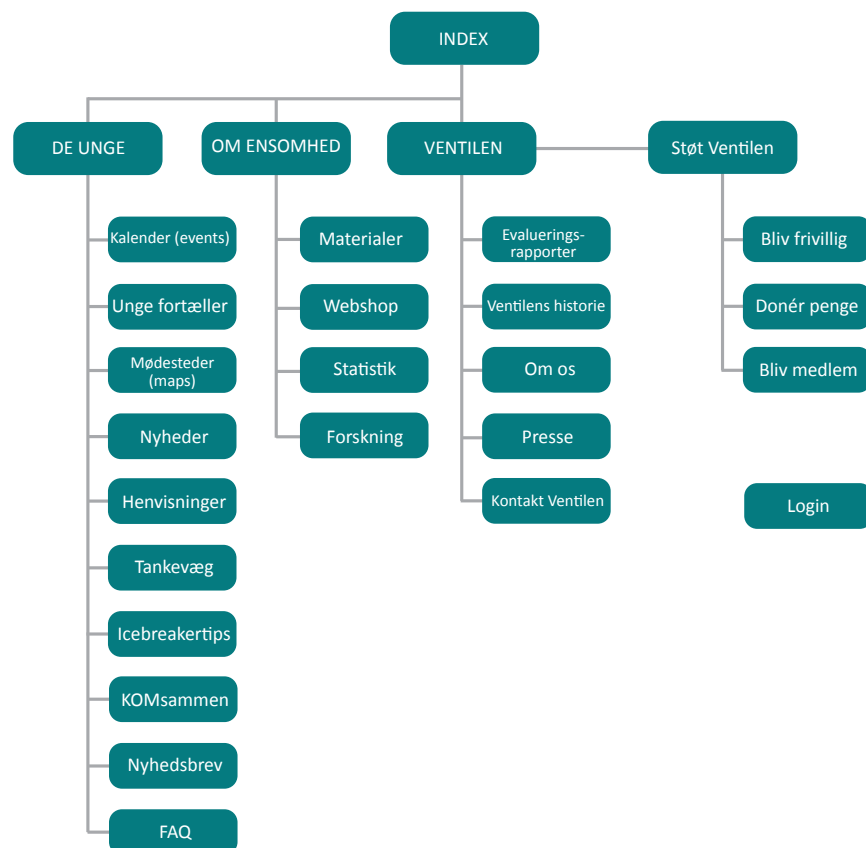 INDEX
DE UNGE
OM ENSOMHED
VENTILEN
Støt Ventilen
Kalender (events)
Unge fortæller
Mødesteder
(maps)
Nyheder
Henvisninger
Tankevæg
Icebreakertips
KOMsammen
Nyhedsbrev
FAQ
Materialer
Webshop
Statistik
Forskning
Evaluerings-
rapporter
Ventilens historie
Om os
Presse
Kontakt Ventilen
Bliv frivillig
Donér penge
Bliv medlem
Login